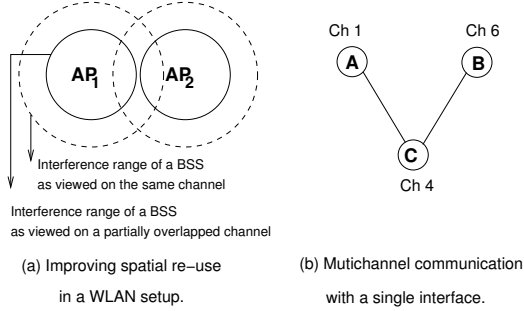 AP1
AP2
Interference range of a BSS
as viewed on the same channel
Interference range of a BSS
as viewed on a partially overlapped channel
(a) Improving spatial re−use
in a WLAN setup.
Ch 1
Ch 6
A
B
C
Ch 4
(b) Mutichannel communication
with a single interface.